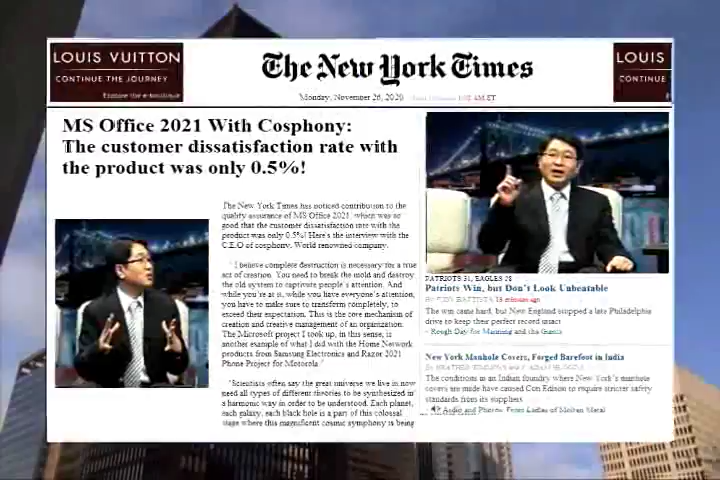 LOUIS VUITTON
CONTINUE THE JOURNEY
The New York Times
Monday, November 26, 2020
LOUIS
CONTINUE
MS Office 2021 With Cosphony:
The customer dissatisfaction rate with
the product was only 0.5%!
The New York Times has noticed contribution to the
quality assurance of MS Office 2021, which was so
good that the customer dissatisfaction rate with the
product was only 0.5%! Here's the interview with the
C.E.O of cosphony, World renowned company.
"I believe complete destruction is necessary for a true
act of creation. You need to break the mold and destroy
the old system to captivate people's attention. And
while you're at it, while you have everyone's attention,
you have to make sure to transform completely, to
exceed their expectation. This is the core mechanism of
creation and creative management of an organization.
The Microsoft project I took up, in this sense, is
another example of what I did with the Home Network
products from Samsung Electronics and Razor 2021
Phone Project for Motorola."
"Scientists often say the great universe we live in now
need all types of different theories to be synthesized in
a harmonic way in order to be understood. Each planet,
each galaxy, each black hole is a part of this colossal
stage where this magnificent cosmic symphony is being
PATRIOTS 31, EAGLES 28
Patriots Win, but Don't Look Unbeatable
By JUDY BATTISTA 18 minutes ago
The win came hard, but New England stopped a late Philadelphia
drive to keep their perfect record intact
- Rough Day for Manning and the Giants
New York Manhole Covers, Forged Barefoot in India
The conditions in an Indian foundry where New York's manhole
covers are made have caused Con Edison to require stricter safety
standards from its suppliers
Audio and Photos: From Ladles of Molten Metal